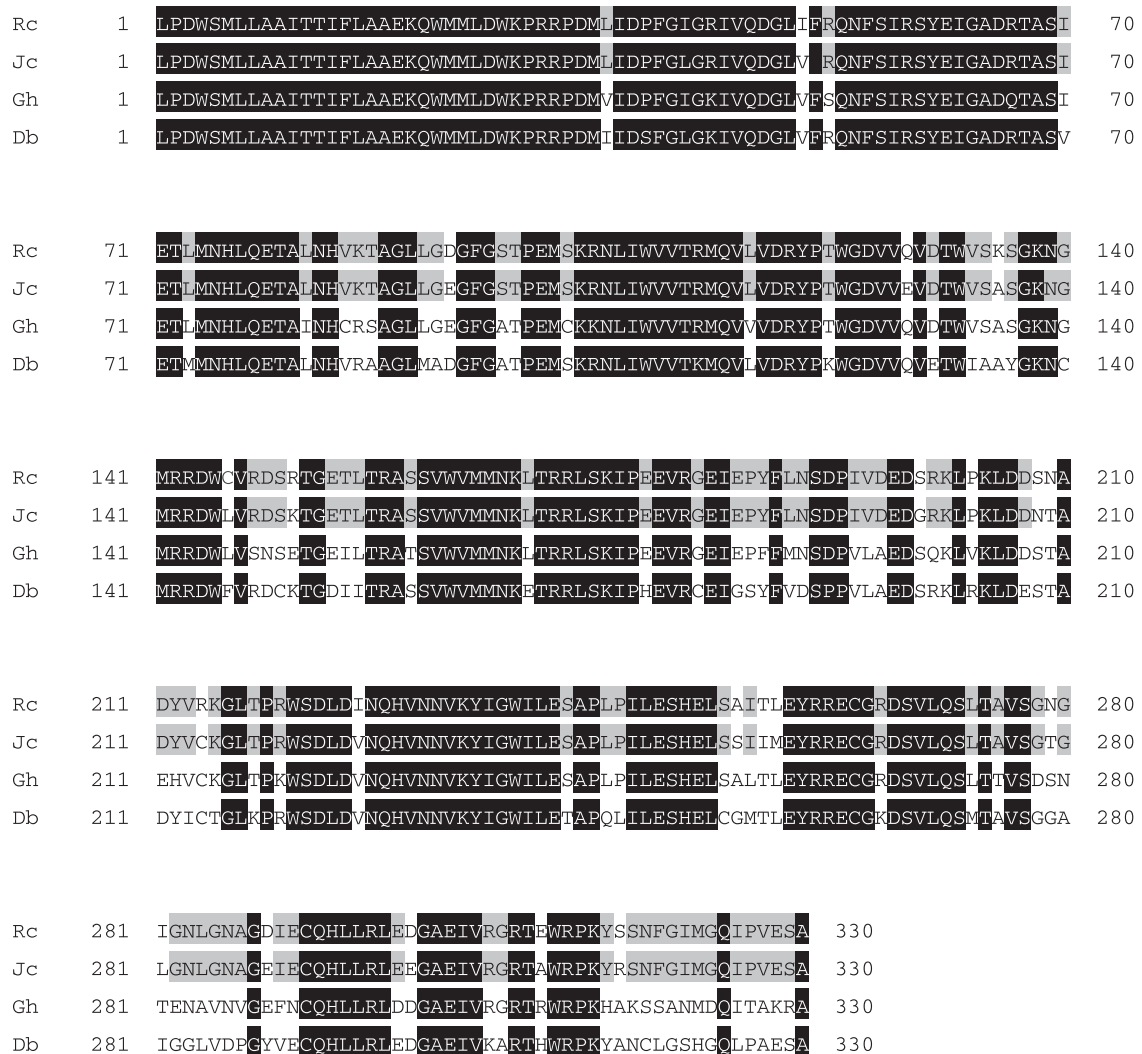 Rc 1 LPDWSMLLAAITTIFLAAEKQWMMLDWKPRRPDMLIDPFGIGRIVQDGLIFRQNFSIRSYEIGADRTASI 70
Jc 1 LPDWSMLLAAITTIFLAAEKQWMMLDWKPRRPDMLIDPFGLGRIVQDGLV RQNFSIRSYEIGADRTASI 70
Gh 1 LPDWSMLLAAITTIFLAAEKQWMMLDWKPRRPDMVIDPFGIGKIVQDGLVFSQNFSIRSYEIGADQTASI 70
Db 1 LPDWSMLLAAITTIFLAAEKQWMMLDWKPRRPDMIIDSFGLGKIVQDGLVFRQNFSIRSYEIGADRTASV 70
Rc 71 ETLMNHLQETALNHVKTAGLLGDGFGSTPEMSKRNLIWVVTRMQVLVDRYPTWGDVVQVDTWVSKSGKNG 140
Jc 71 ETLMNHLQETALNHVKTAGLLGEGFGSTPEMSKRNLIWVVTRMQVLVDRYPTWGDVVEVDTWVSASGKNG 140
Gh 71 ETLMNHLQETAINHCRSAGLLGEGFGATPEMCKKNLIWVVTRMQVVVDRYPTWGDVVQVDTWVSASGKNG 140
Db 71 ETMMNHLQETALNHVRAAGLMADGFGATPEMSKRNLIWVVTKMQVLVDRYPKWGDVVQVETWIAAYGKNC 140
Rc 141 MRRDWCVRDSRTGETLTRASSVWVMMNKLTRRLSKIPEEVRGEIEPYFLNSDPIVDEDSRKLPKLDDSNA 210
Jc 141 MRRDWLVRDSKTGETLTRASSVWVMMNKLTRRLSKIPEEVRGEIEPYFLNSDPIVDEDGRKLPKLDDNTA 210
Gh 141 MRRDWLVSNSETGEILTRATSVWVMMNKLTRRLSKIPEEVRGEIEPFFMNSDPVLAEDSQKLVKLDDSTA 210
Db 141 MRRDWFVRDCKTGDIITRASSVWVMMNKETRRLSKIPHEVRCEIGSYFVDSPPVLAEDSRKLRKLDESTA 210
Rc 211 DYVRKGLTPRWSDLDINQHVNNVKYIGWILESAPLPILESHELSAITLEYRRECGRDSVLQSLTAVSGNG 280
Jc 211 DYVCKGLTPRWSDLDVNQHVNNVKYIGWILESAPLPILESHELSSIIMEYRRECGRDSVLQSLTAVSGTG 280
Gh 211 EHVCKGLTPKWSDLDVNQHVNNVKYIGWILESAPLPILESHELSALTLEYRRECGRDSVLQSLTTVSDSN 280
Db 211 DYICTGLKPRWSDLDVNQHVNNVKYIGWILETAPQLILESHELCGMTLEYRRECGKDSVLQSMTAVSGGA 280
Rc 281 IGNLGNAGDIECQHLLRLEDGAEIVRGRTEWRPKYSSNFGIMGQIPVESA 330
Jc 281 LGNLGNAGEIECQHLLRLEEGAEIVRGRTAWRPKYRSNFGIMGQIPVESA 330
Gh 281 TENAVNVGEFNCQHLLRLDDGAEIVRGRTRWRPKHAKSSANMDQITAKRA 330
Db 281 IGGLVDPGYVECQHLLRLEDGAEIVKARTHWRPKYANCLGSHGQLPAESA 330